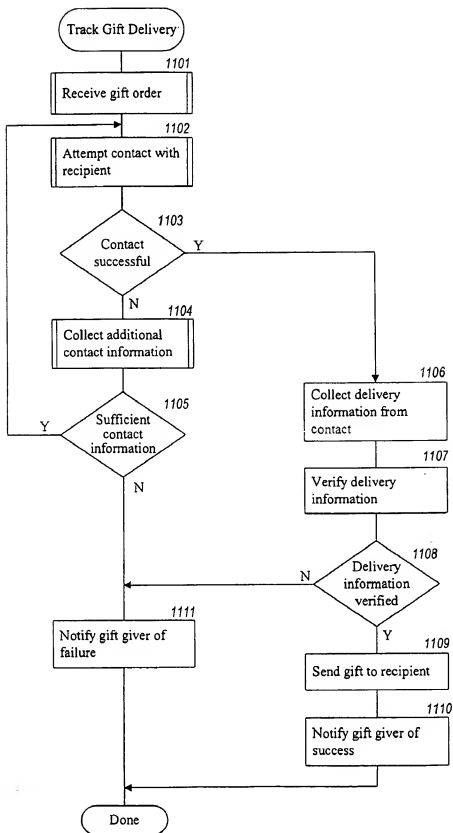 Track Gift Delivery
1101
Receive gift order
1102
Attempt contact with
recipient
1103
Contact
successful
Y
N
1104
Collect additional
contact information
1105
Sufficient
contact
information
Y
N
1106
Collect delivery
information from
contact
1107
Verify delivery
information
1108
Delivery
information
verified
N
Y
1109
Send gift to recipient
1110
Notify gift giver of
success
1111
Notify gift giver of
failure
Done